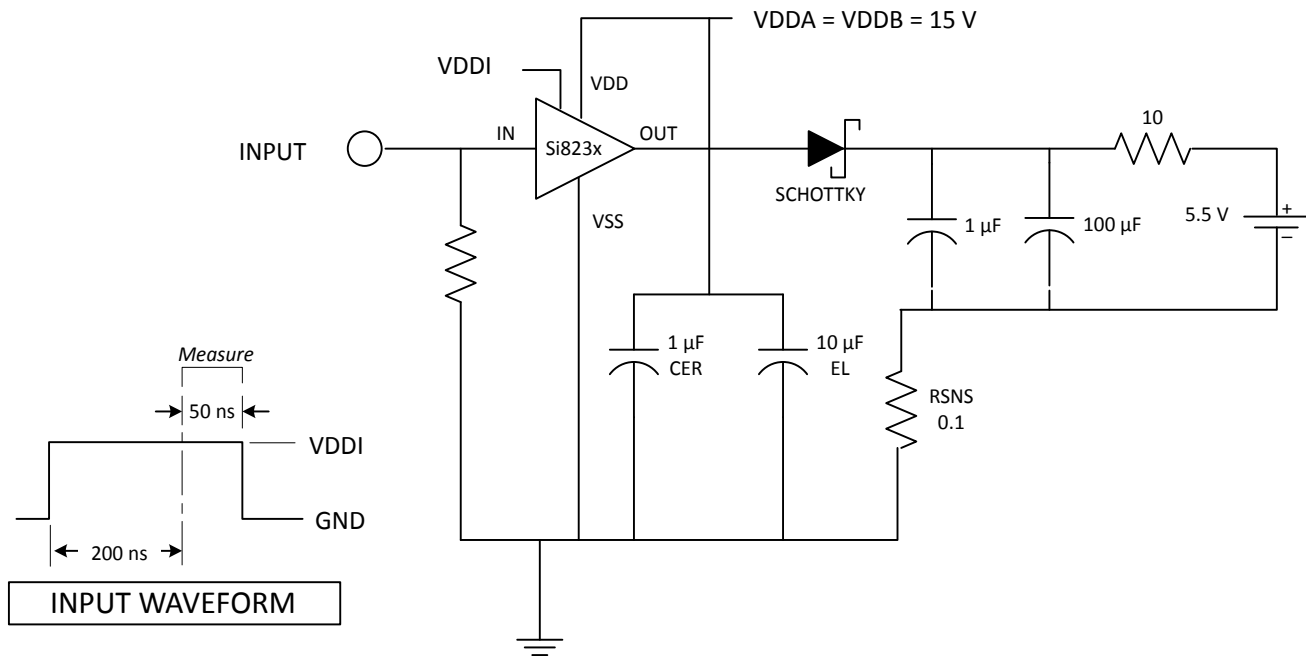 VDDA = VDDB = 15 V
VDDI
VDD
10
INPUT
IN
Si823x
OUT
SCHOTTKY
VSS
1 µF
100 µF
5.5 V
+
–
1 µF
CER
10 µF
EL
RSNS
0.1
Measure
50 ns
VDDI
GND
200 ns
INPUT WAVEFORM